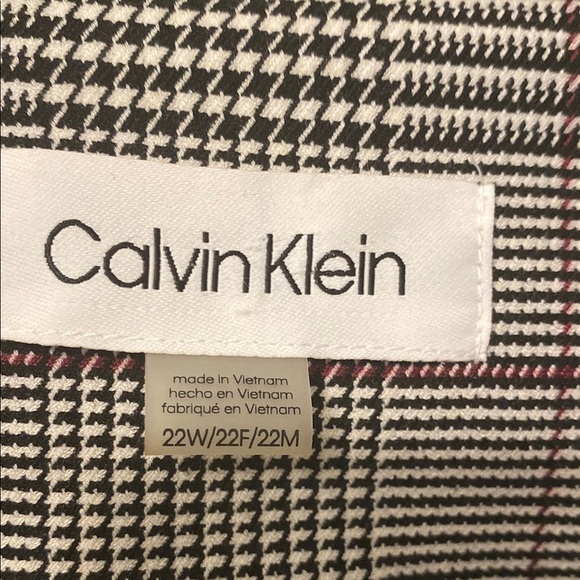 Calvin Klein
made in Vietnam
hecho en Vietnam
fabriqué en Vietnam
22W/22F/22M